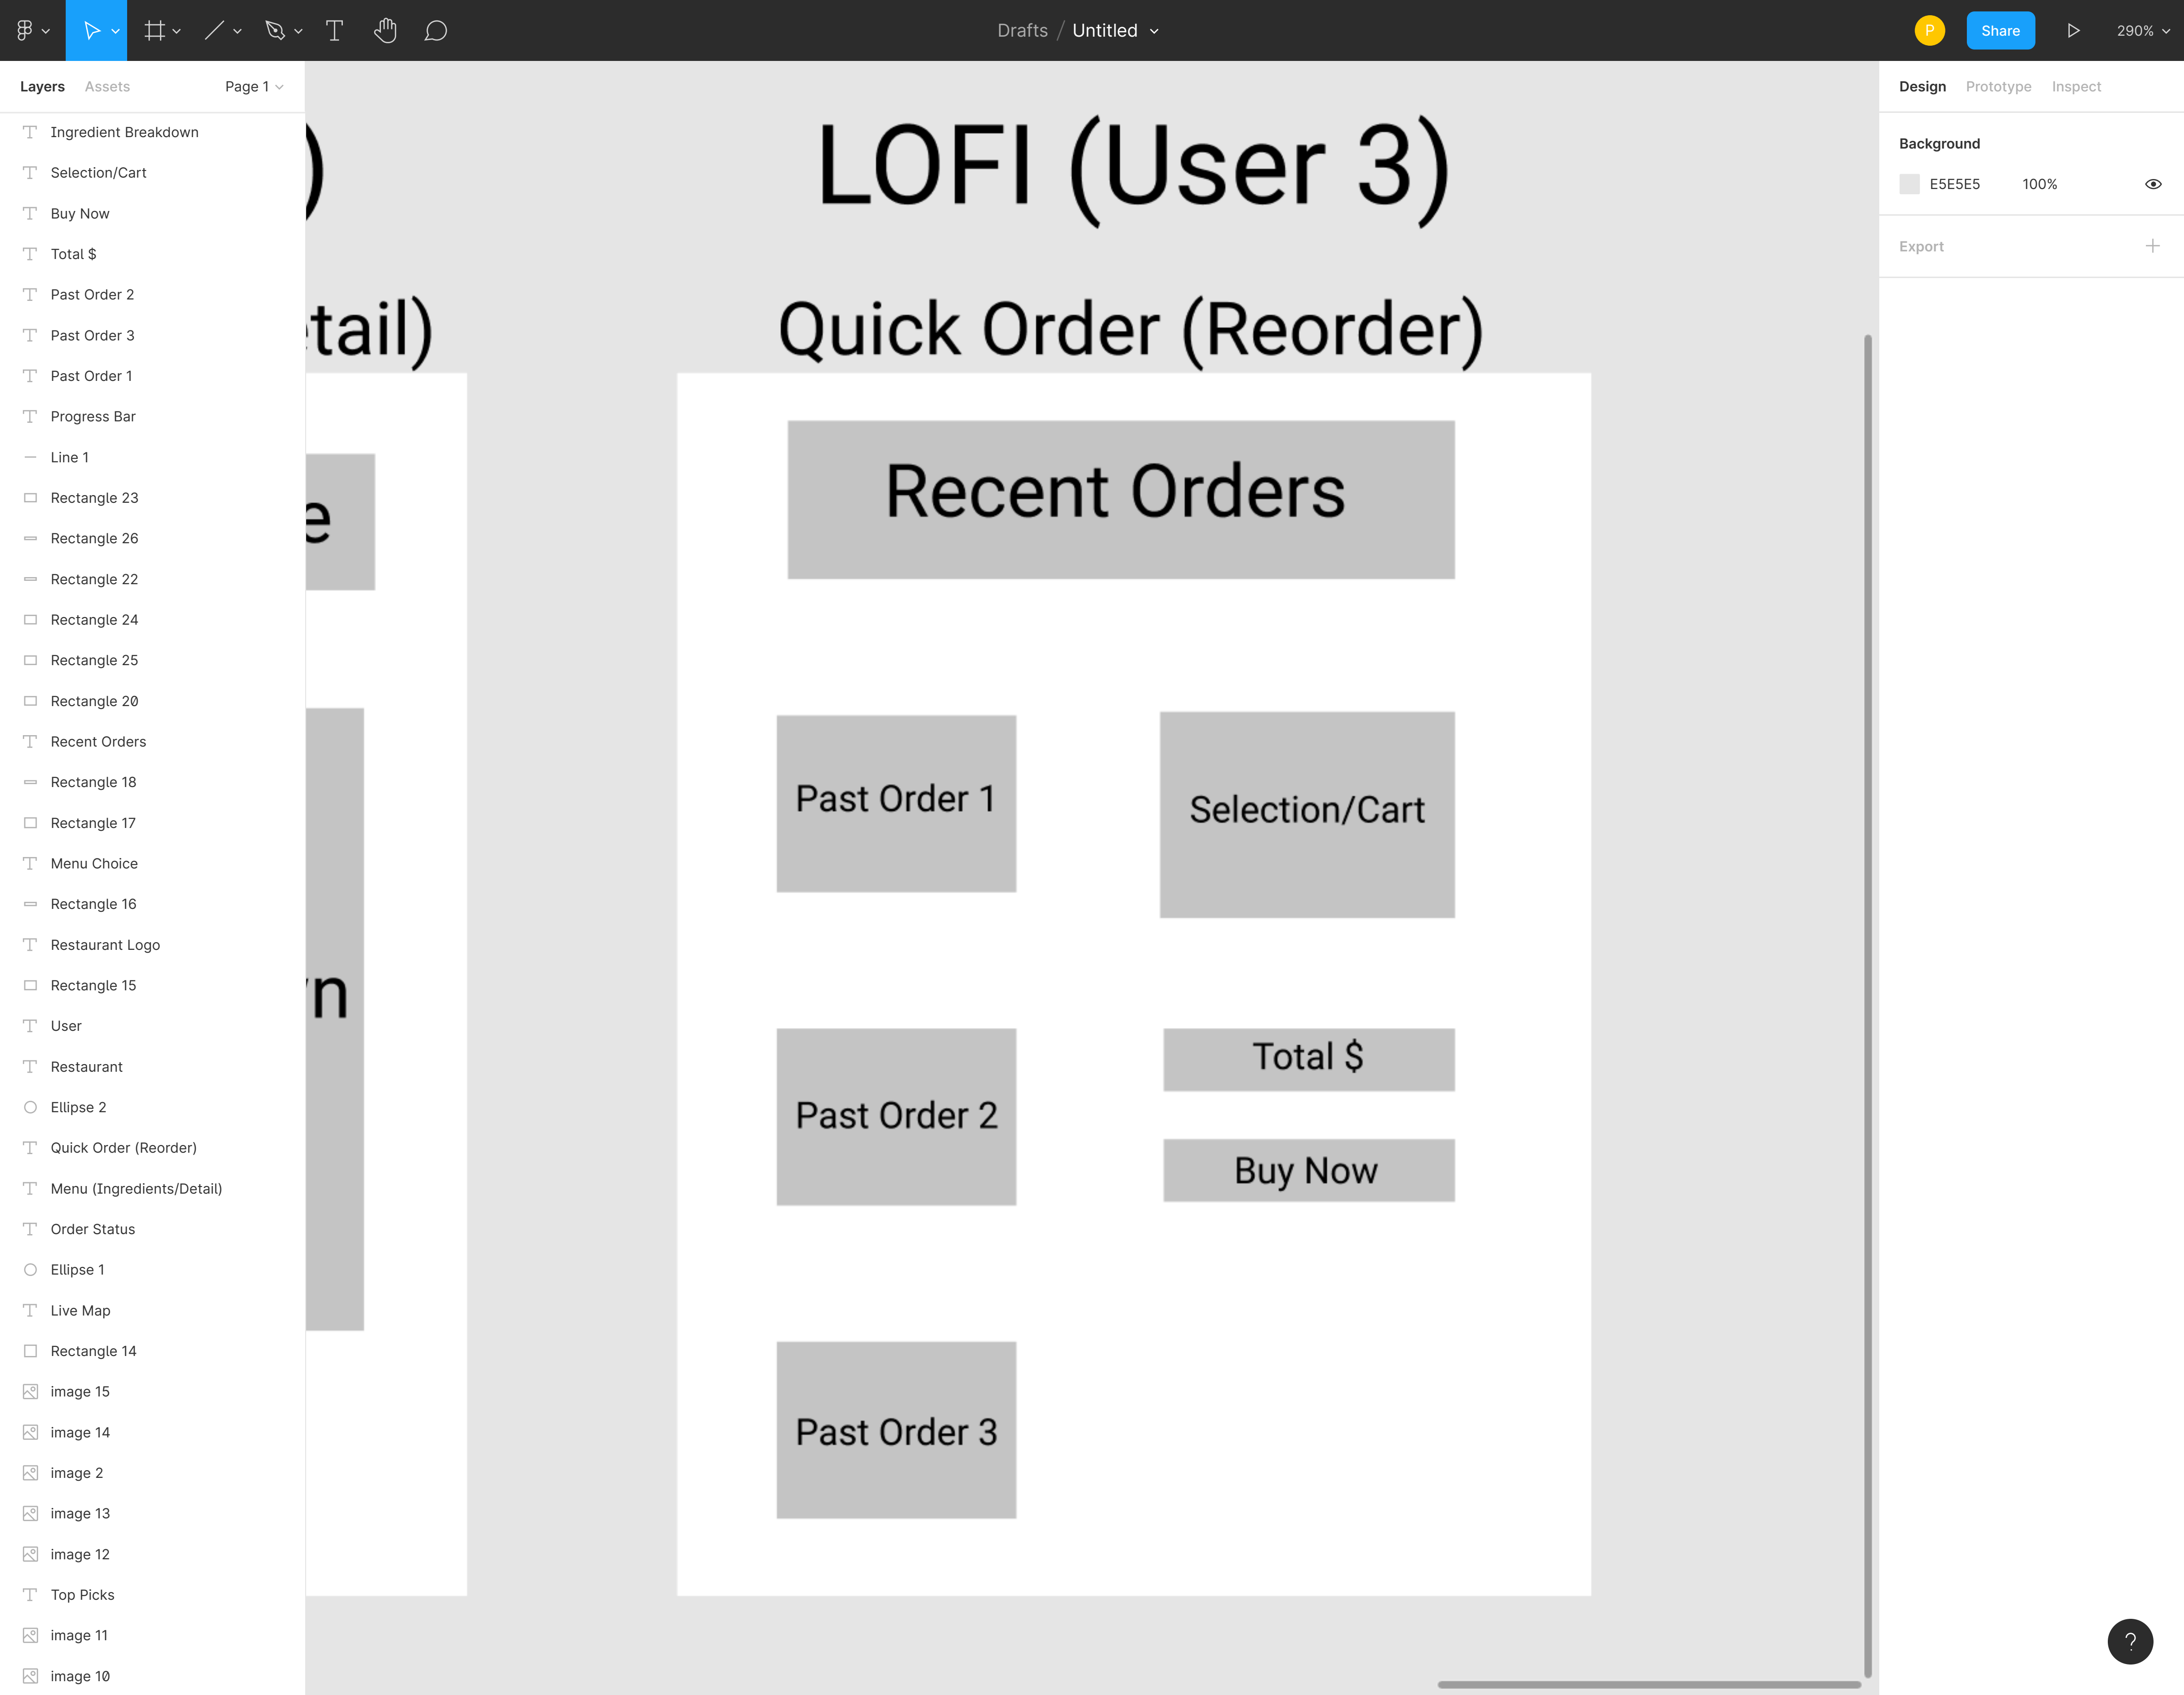 Drafts / Untitled
P
Share
290%
Layers
Assets
Page 1
Ingredient Breakdown
Selection/Cart
Buy Now
Total $
Past Order 2
Past Order 3
Past Order 1
Progress Bar
Line 1
Rectangle 23
Rectangle 26
Rectangle 22
Rectangle 24
Rectangle 25
Rectangle 20
Recent Orders
Rectangle 18
Rectangle 17
Menu Choice
Rectangle 16
Restaurant Logo
Rectangle 15
User
Restaurant
Ellipse 2
Quick Order (Reorder)
Menu (Ingredients/Detail)
Order Status
Ellipse 1
Live Map
Rectangle 14
image 15
image 14
image 2
image 13
image 12
Top Picks
image 11
image 10
)
etail)
e
n
LOFI (User 3)
Quick Order (Reorder)
Recent Orders
Past Order 1
Selection/Cart
Past Order 2
Total $
Buy Now
Past Order 3
Design
Prototype
Inspect
Background
E5E5E5
100%
Export
?